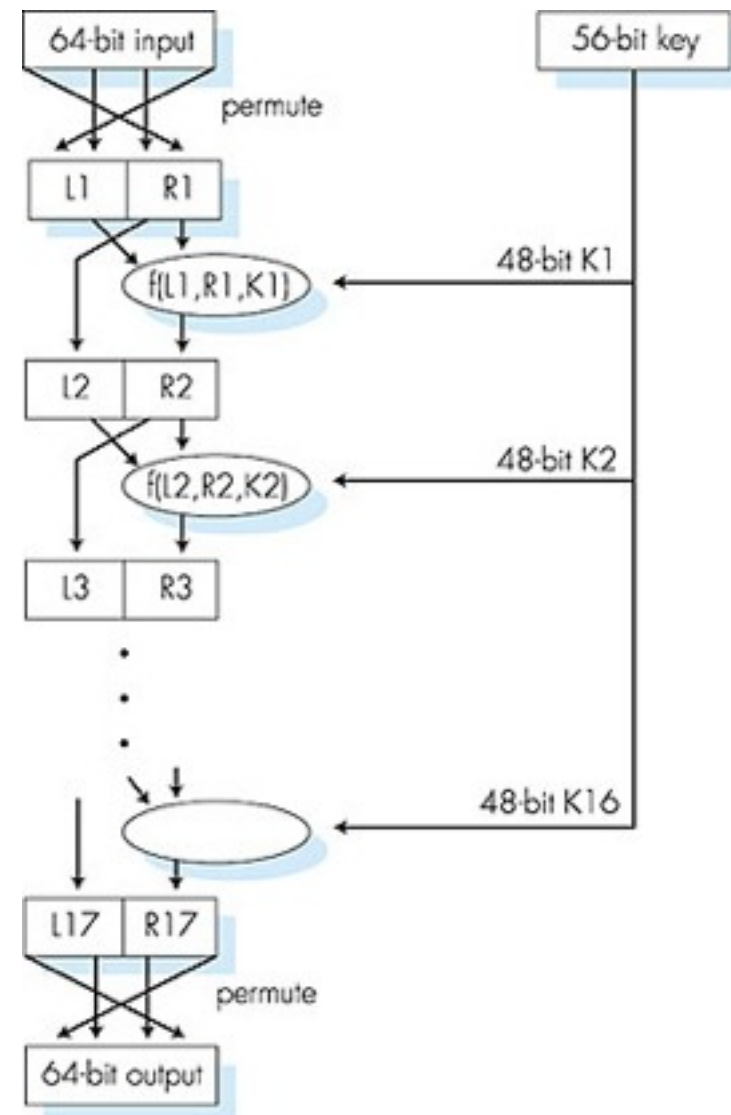 64-bit input
56-bit key
permute
L1 R1
48-bit K1
f(L1,R1,K1)
L2 R2
48-bit K2
f(L2,R2,K2)
L3 R3
48-bit K16
L17 R17
permute
64-bit output